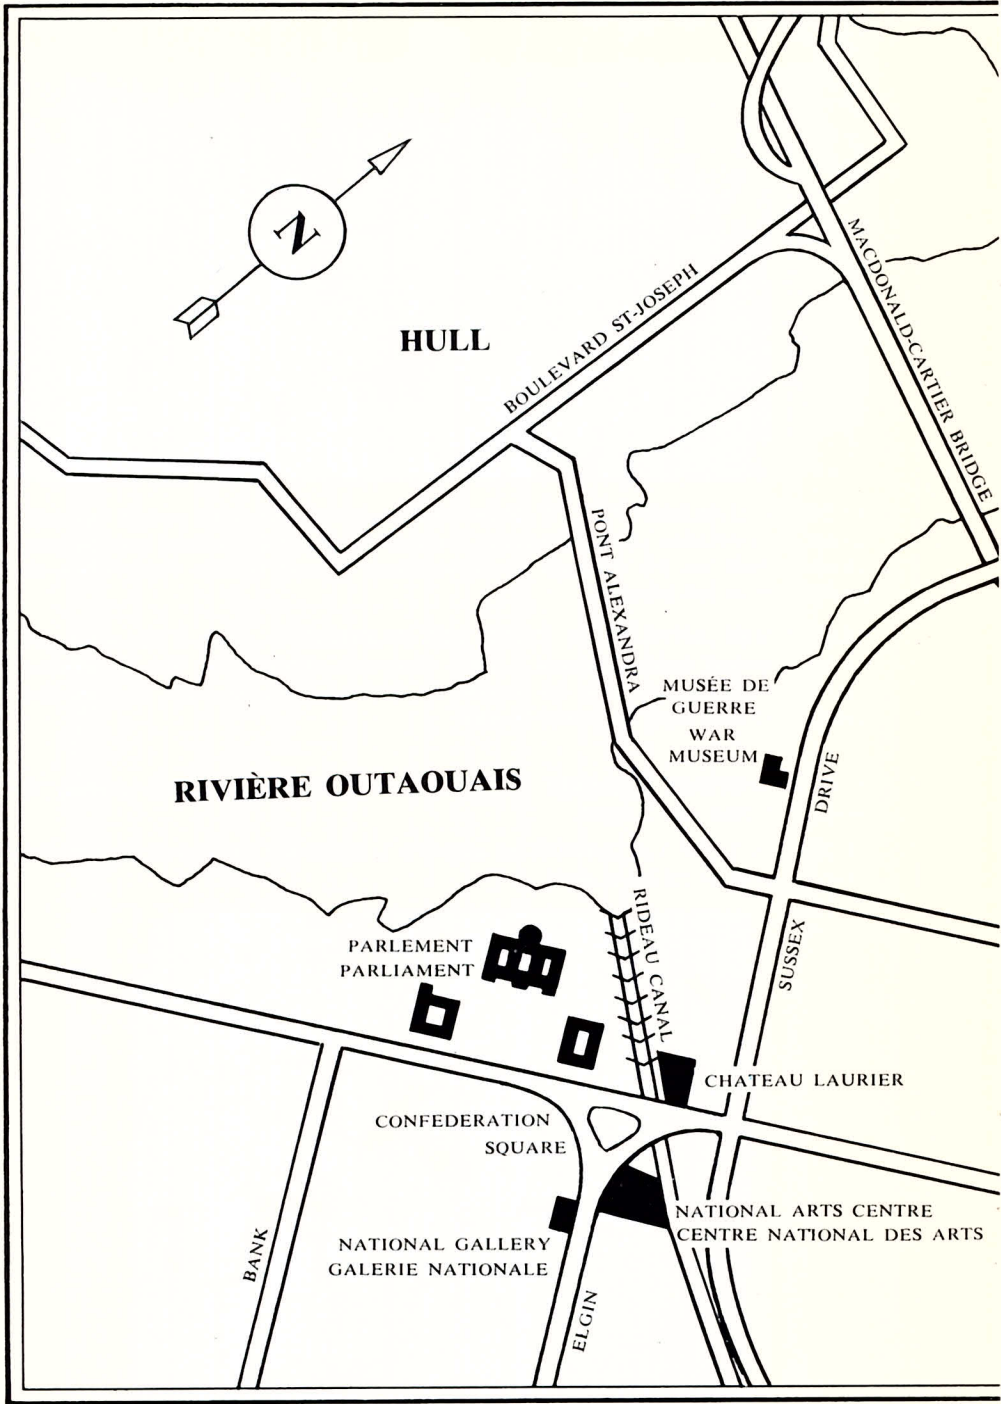 N
HULL
BOULEVARD ST-JOSEPH
MACDONALD-CARTIER BRIDGE
PONT ALEXANDRA
MUSÉE DE
GUERRE
WAR
MUSEUM
RIVIÈRE OUTAOUAIS
DRIVE
SUSSEX
RIDEAU CANAL
PARLEMENT
PARLIAMENT
CHATEAU LAURIER
CONFEDERATION
SQUARE
NATIONAL ARTS CENTRE
CENTRE NATIONAL DES ARTS
NATIONAL GALLERY
GALERIE NATIONALE
BANK
ELGIN